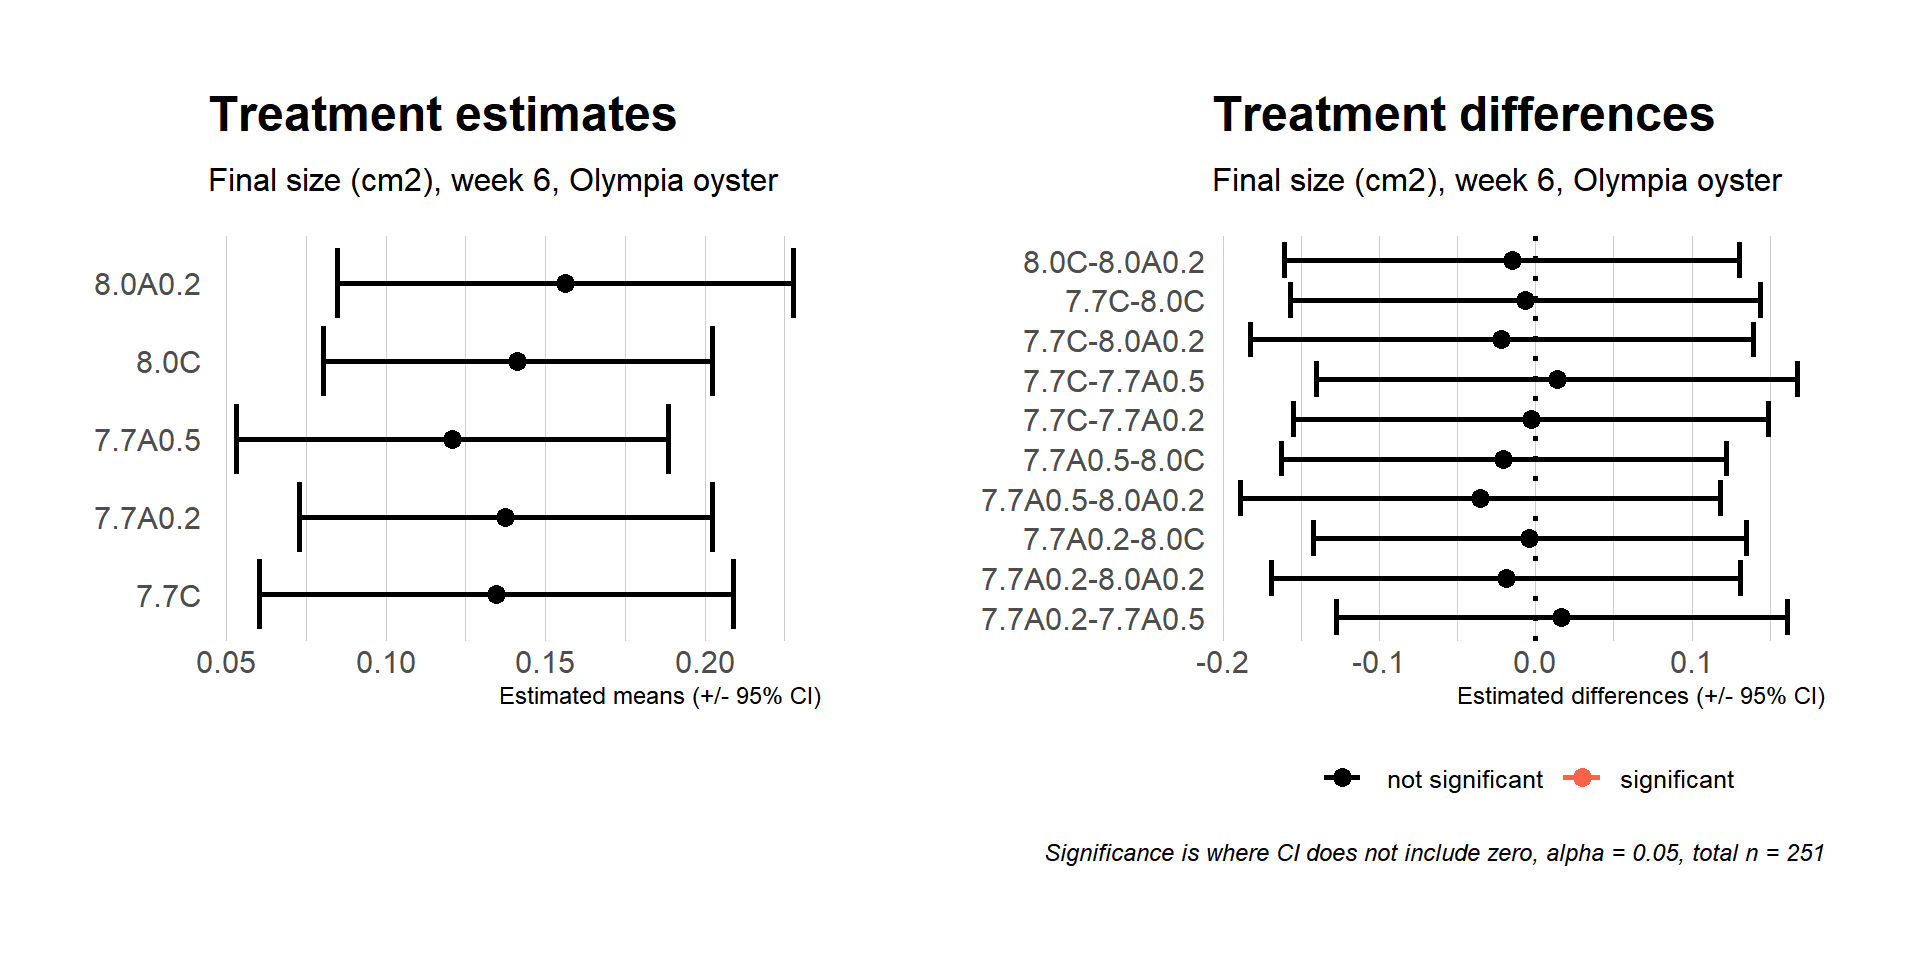 Treatment estimates
Final size (cm2), week 6, Olympia oyster
8.0A0.2
8.0C
7.7A0.5
7.7A0.2
7.7C
0.05 0.10 0.15 0.20
Estimated means (+/- 95% CI)
Treatment differences
Final size (cm2), week 6, Olympia oyster
8.0C-8.0A0.2
7.7C-8.0C
7.7C-8.0A0.2
7.7C-7.7A0.5
7.7C-7.7A0.2
7.7A0.5-8.0C
7.7A0.5-8.0A0.2
7.7A0.2-8.0C
7.7A0.2-8.0A0.2
7.7A0.2-7.7A0.5
-0.2 -0.1 0.0 0.1
Estimated differences (+/- 95% CI)
not significant significant
Significance is where CI does not include zero, alpha = 0.05, total n = 251